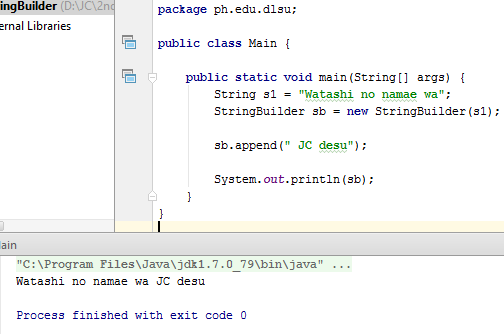 ringBuilder (D:\JC\2nd
ernal Libraries
package ph.edu.dlsu;
public class Main {
public static void main(String[] args) {
String s1 = "Watashi no namae wa";
StringBuilder sb = new StringBuilder(s1);
sb.append(" JC desu");
System.out.println(sb);
}
}
ain
"C:\Program Files\Java\jdk1.7.0_79\bin\java" ...
Watashi no namae wa JC desu
Process finished with exit code 0